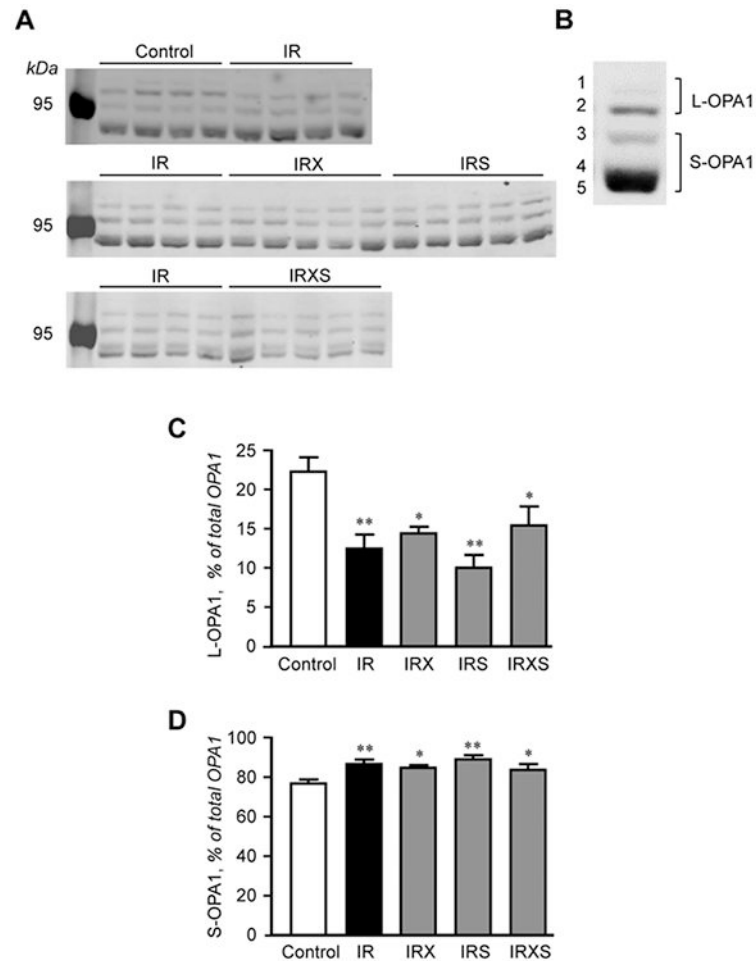 A
B
Control IR
kDa
95
IR IRX IRS
95
IR IRXS
95
1
2
3
4
5
L-OPA1
S-OPA1
C
L-OPA1, % of total OPA1
25
20
15
10
5
0
** * ** *
Control IR IRX IRS IRXS
D
S-OPA1, % of total OPA1
100
80
60
40
20
0
** * ** *
Control IR IRX IRS IRXS